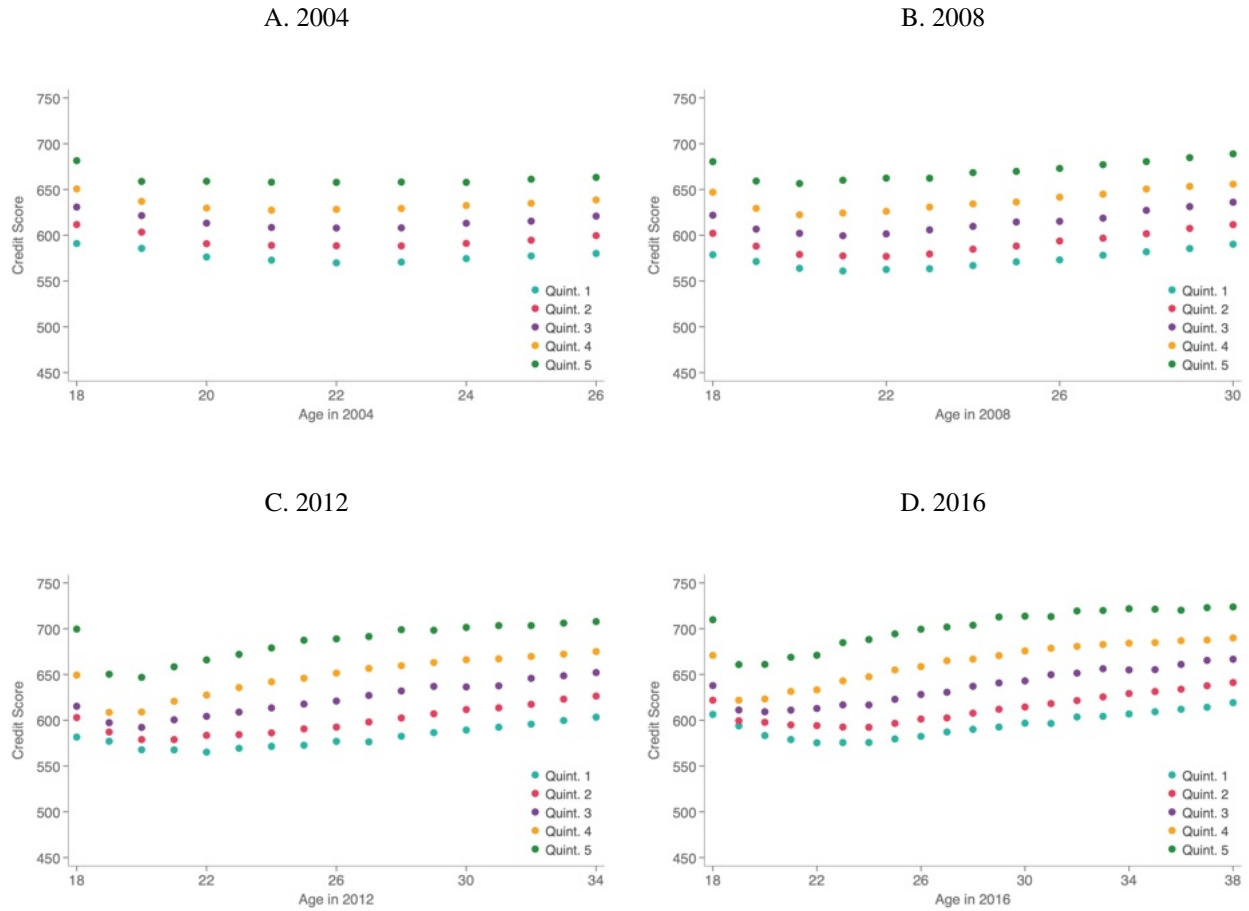 A. 2004
750
700
650
600
550
500
450
Credit Score
Quint. 1
Quint. 2
Quint. 3
Quint. 4
Quint. 5
18 20 22 24 26
Age in 2004
B. 2008
750
700
650
600
550
500
450
Credit Score
Quint. 1
Quint. 2
Quint. 3
Quint. 4
Quint. 5
18 22 26 30
Age in 2008
C. 2012
750
700
650
600
550
500
450
Credit Score
Quint. 1
Quint. 2
Quint. 3
Quint. 4
Quint. 5
18 22 26 30 34
Age in 2012
D. 2016
750
700
650
600
550
500
450
Credit Score
Quint. 1
Quint. 2
Quint. 3
Quint. 4
Quint. 5
18 22 26 30 34 38
Age in 2016